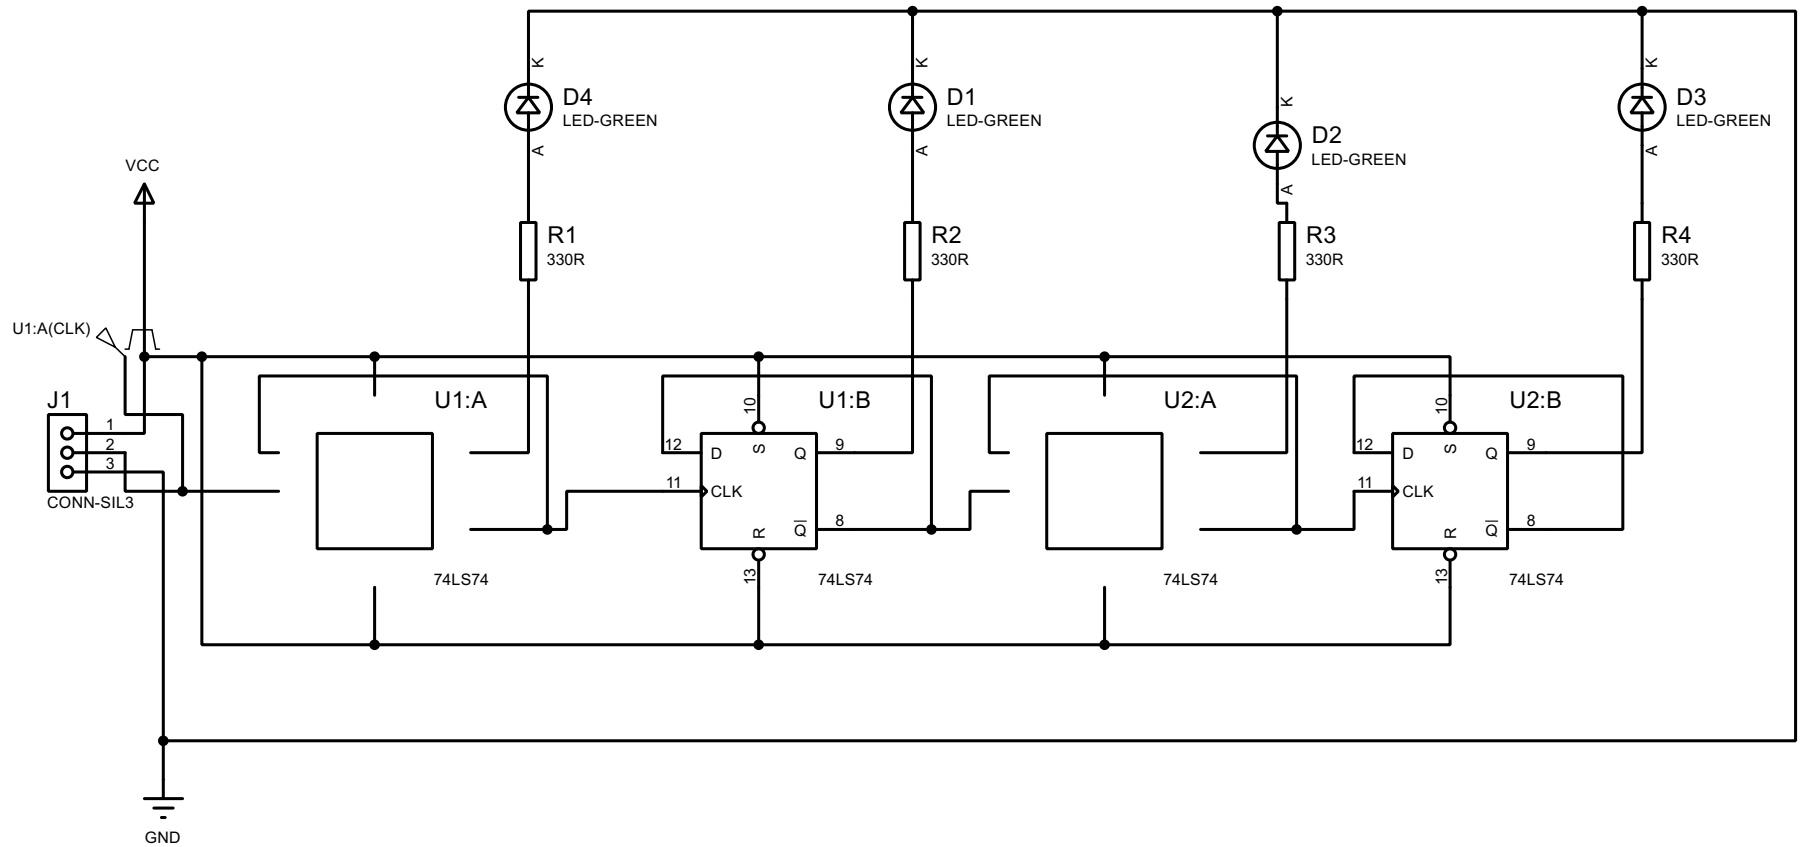 K
K
K
K
D4
LED-GREEN
D1
LED-GREEN
D2
LED-GREEN
D3
LED-GREEN
A
A
A
A
VCC
R1
330R
R2
330R
R3
330R
R4
330R
U1:A(CLK)
J1
1
2
3
CONN-SIL3
U1:A
74LS74
U1:B
10
12
D
S
Q
9
11
CLK
R
Q
8
13
74LS74
U2:A
74LS74
U2:B
10
12
D
S
Q
9
11
CLK
R
Q
8
13
74LS74
GND